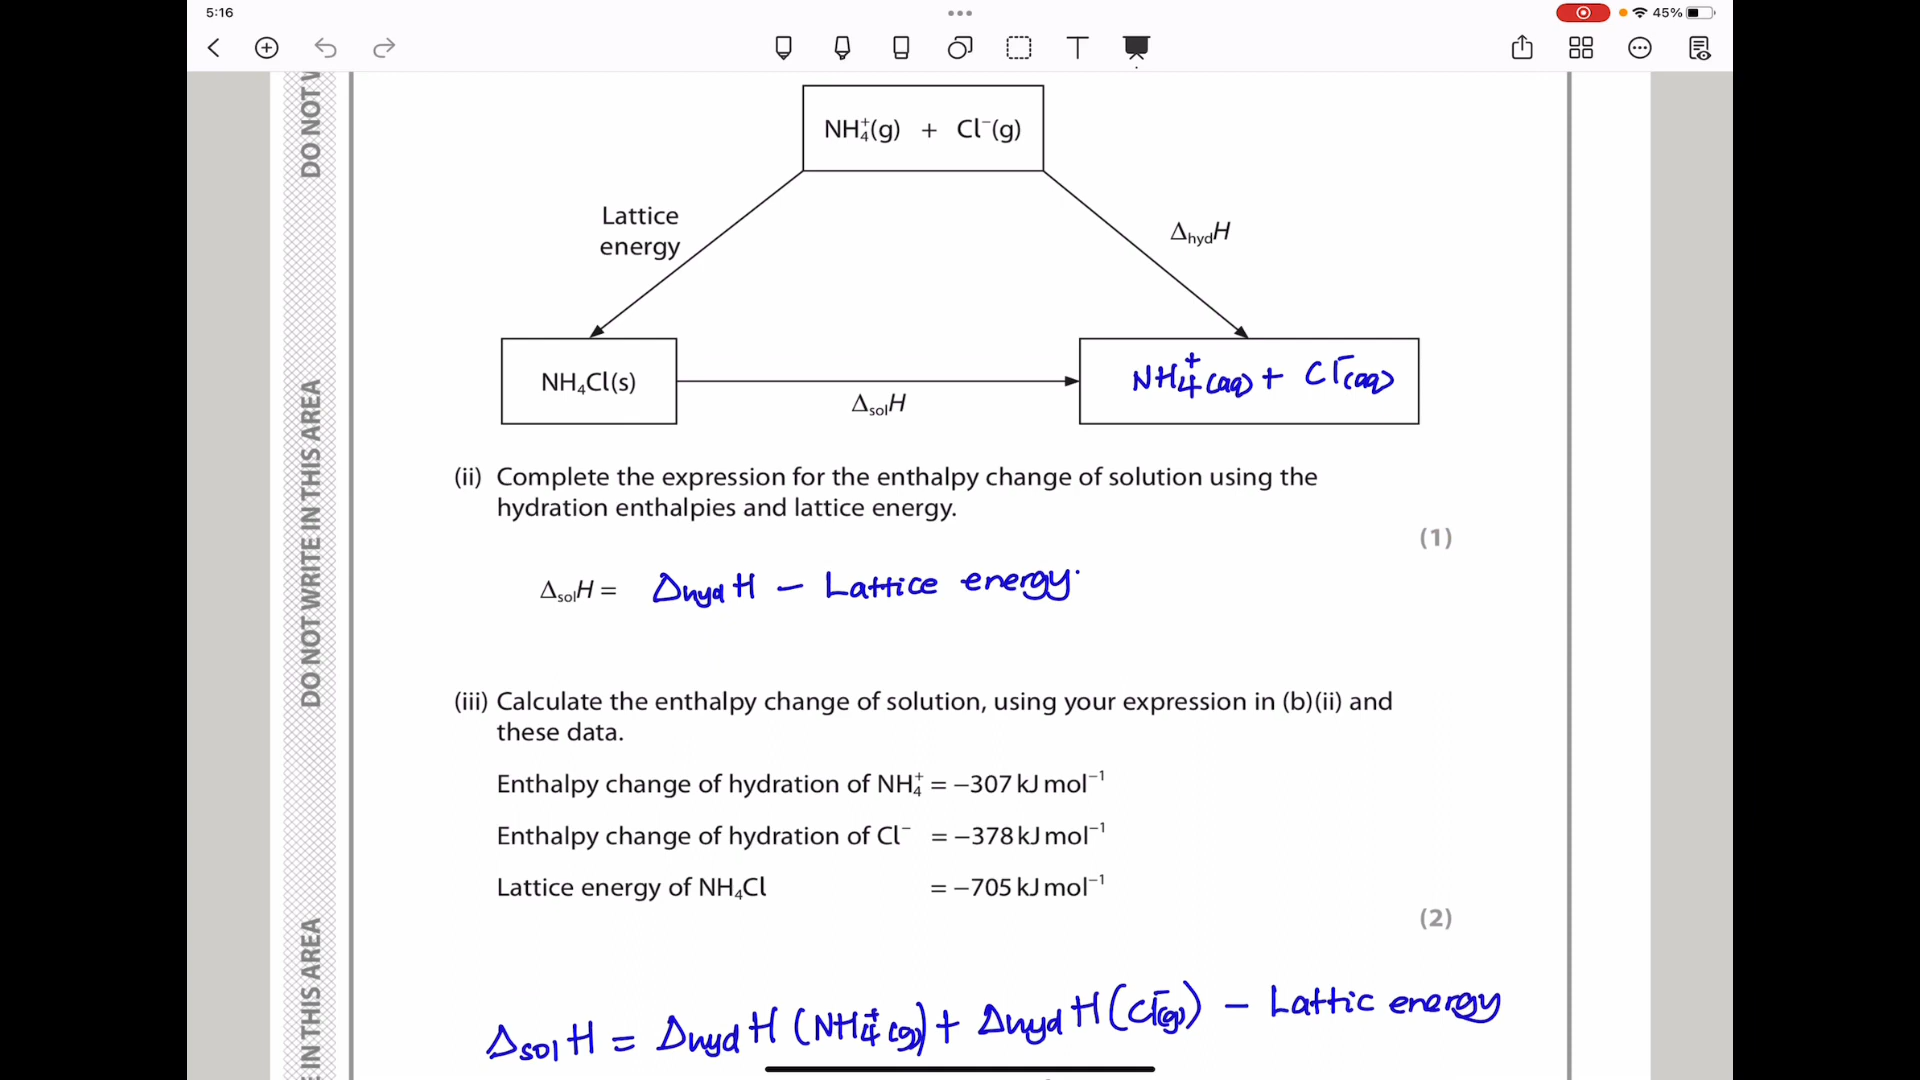 5:16
45%
T
DO NOT
NH₄⁺(g) + Cl⁻(g)
Lattice
energy
ΔhydH
NH₄Cl(s)
NH₄⁺(aq) + Cl⁻(aq)
ΔsolH
DO NOT WRITE IN THIS AREA
(ii) Complete the expression for the enthalpy change of solution using the
hydration enthalpies and lattice energy.
(1)
ΔsolH = ΔhydH – Lattice energy.
(iii) Calculate the enthalpy change of solution, using your expression in (b)(ii) and
these data.
Enthalpy change of hydration of NH₄⁺ = –307 kJ mol⁻¹
Enthalpy change of hydration of Cl⁻ = –378 kJ mol⁻¹
Lattice energy of NH₄Cl = –705 kJ mol⁻¹
(2)
IN THIS AREA
ΔsolH = ΔhydH (NH₄⁺(g)) + ΔhydH (Cl⁻(g)) – Lattic energy